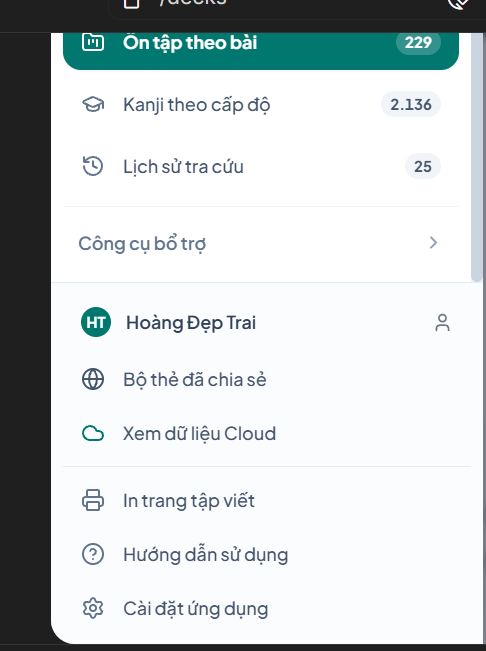 /decks
Ôn tập theo bài 229
Kanji theo cấp độ 2.136
Lịch sử tra cứu 25
Công cụ bổ trợ
HT Hoàng Đẹp Trai
Bộ thẻ đã chia sẻ
Xem dữ liệu Cloud
In trang tập viết
Hướng dẫn sử dụng
Cài đặt ứng dụng